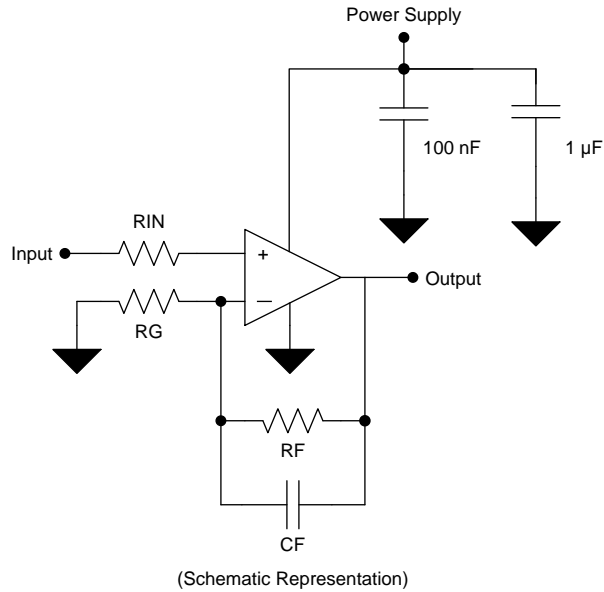 Power Supply
100 nF
1 µF
RIN
Input
+
Output
–
RG
RF
CF
(Schematic Representation)